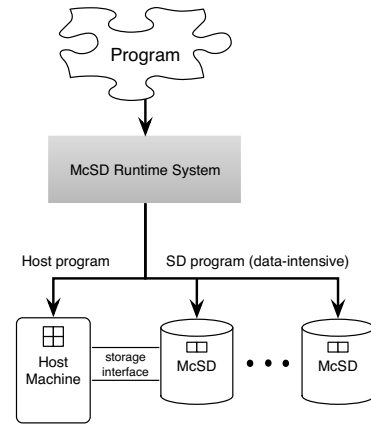 Program
McSD Runtime System
Host program
SD program (data-intensive)
Host
Machine
storage
interface
McSD
McSD